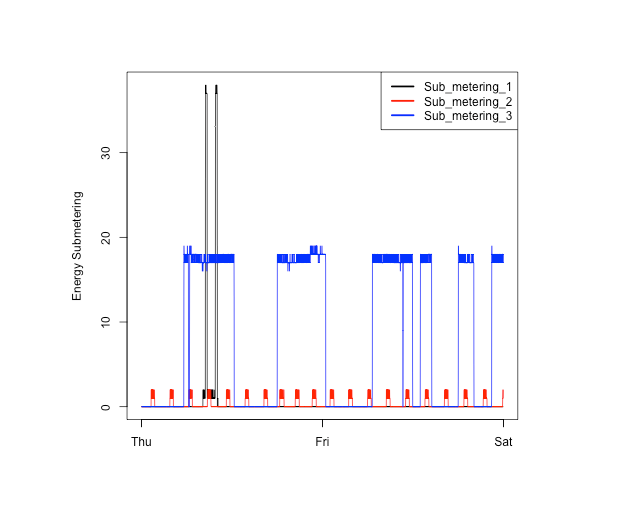 Sub_metering_1
Sub_metering_2
Sub_metering_3
Energy Submetering
30
20
10
0
Thu Fri Sat